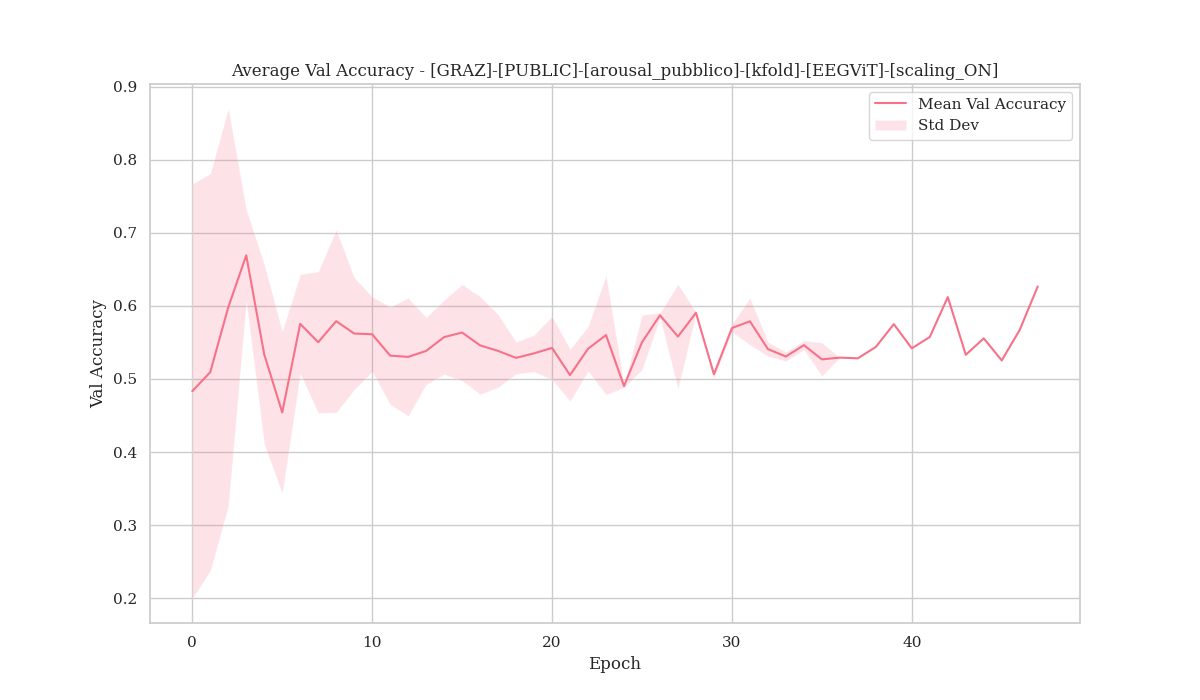 Average Val Accuracy - [GRAZ]-[PUBLIC]-[arousal_pubblico]-[kfold]-[EEGViT]-[scaling_ON]
Mean Val Accuracy
Std Dev
0.9
0.8
0.7
0.6
0.5
0.4
0.3
0.2
Val Accuracy
0 10 20 30 40
Epoch